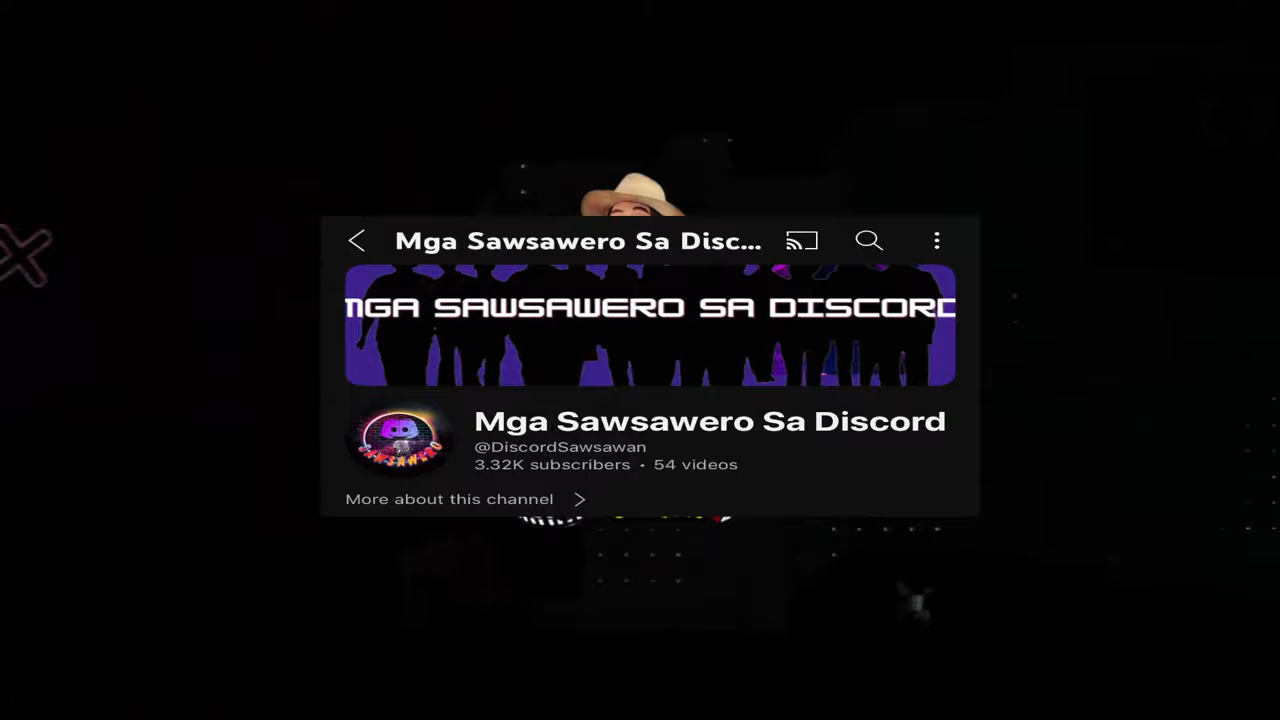 Mga Sawsawero Sa Disc...
MGA SAWSAWERO SA DISCORD
Mga Sawsawero Sa Discord
@DiscordSawsawan
3.32K subscribers • 54 videos
More about this channel
SAWSAWERO